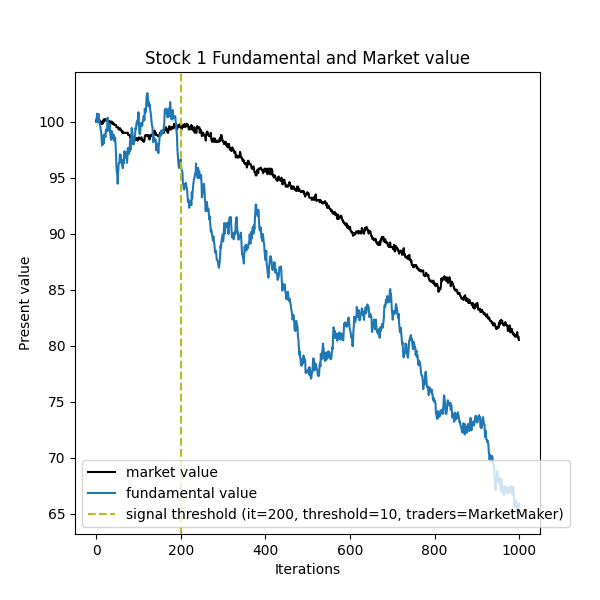 Stock 1 Fundamental and Market value
Present value
100
95
90
85
80
75
70
65
market value
fundamental value
signal threshold (it=200, threshold=10, traders=MarketMaker)
0 200 400 600 800 1000
Iterations